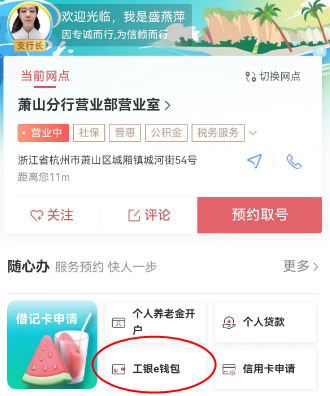 欢迎光临，我是盛燕萍
因专诚而行,为信赖而行
支行长
当前网点
切换网点
萧山分行营业部营业室 >
营业中 社保 普惠 公积金 税务服务
浙江省杭州市萧山区城厢镇城河街54号
距离您11m
关注 评论 预约取号
随心办 服务预约 快人一步 更多 >
借记卡申请
个人养老金开户
个人贷款
工银e钱包
信用卡申请